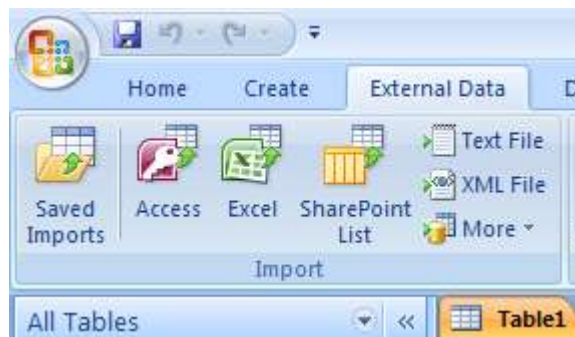 Home Create External Data D
Saved Imports
Access
Excel
SharePoint List
Text File
XML File
More
Import
All Tables
Table1